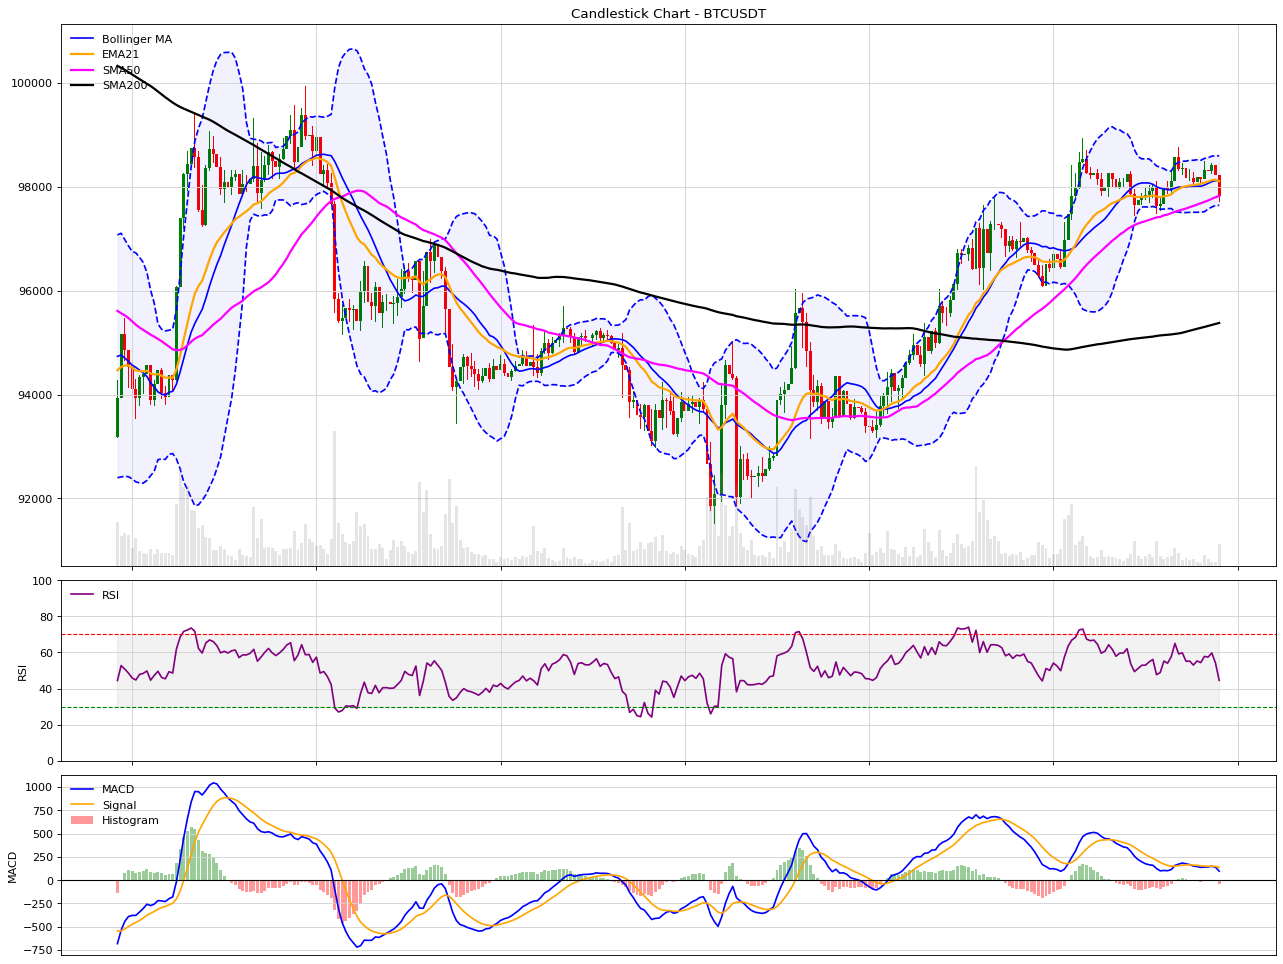 Candlestick Chart - BTCUSDT
Bollinger MA
EMA21
SMA50
SMA200
100000
98000
96000
94000
92000
RSI
100
80
60
40
20
0
RSI
MACD
Signal
Histogram
1000
750
500
250
0
−250
−500
−750
MACD